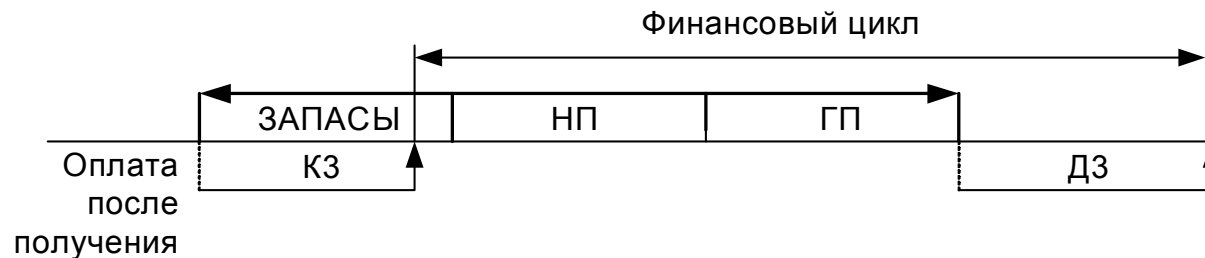 Финансовый цикл
ЗАПАСЫ НП ГП
Оплата КЗ ДЗ
после
получения